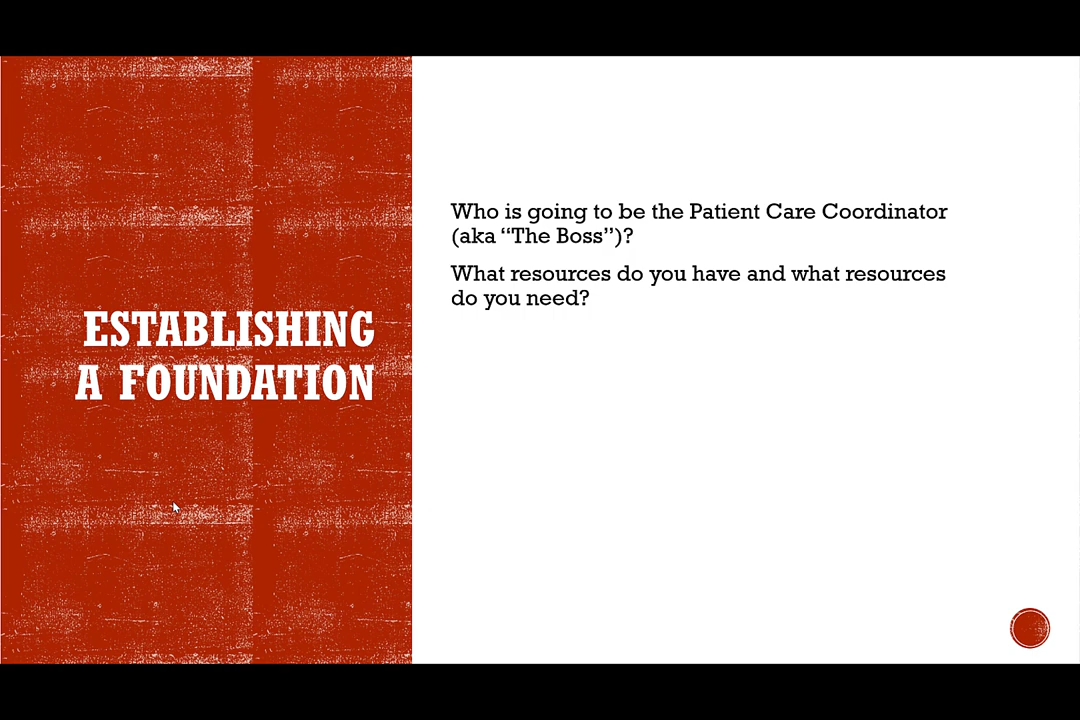 ESTABLISHING
A FOUNDATION
Who is going to be the Patient Care Coordinator
(aka “The Boss”)?
What resources do you have and what resources
do you need?